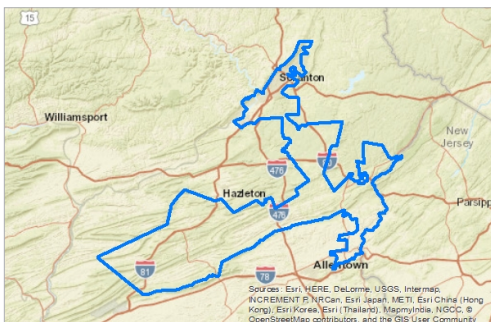 15
Scranton
Williamsport
New
Jersey
476
Hazleton
Parsipp
476
81
Allentown
78
Sources: Esri, HERE, DeLorme, USGS, Intermap,
INCREMENT P, NRCan, Esri Japan, METI, Esri China (Hong
Kong), Esri Korea, Esri (Thailand), MapmyIndia, NGCC, ©
OpenStreetMap contributors, and the GIS User Community